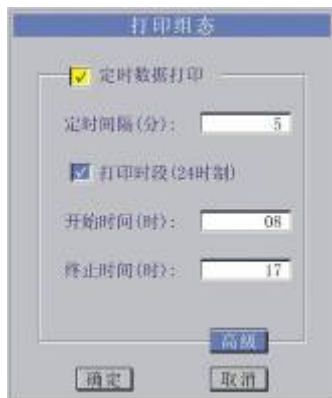 打印组态
定时数据打印
定时间隔(分): 5
打印时段(24时制)
开始时间(时): 08
终止时间(时): 17
高级
确定 取消